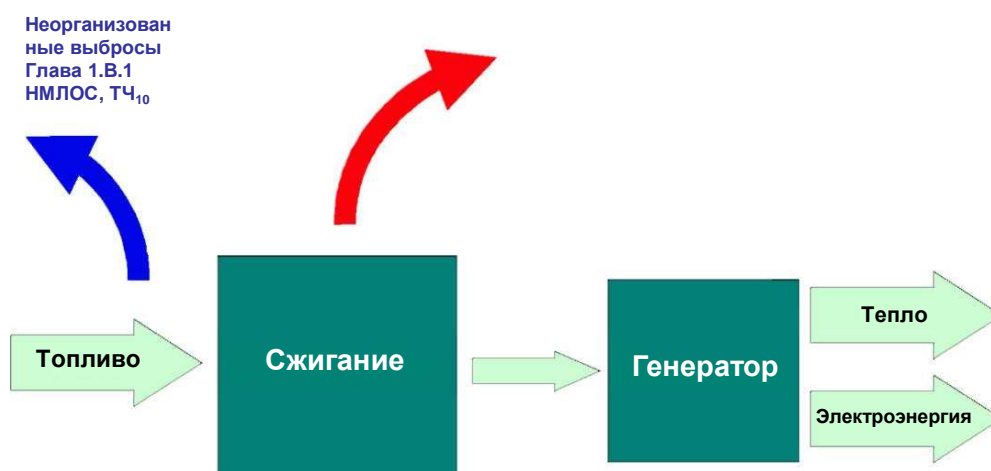 Неорганизован
ные выбросы
Глава 1.B.1
НМЛОС, ТЧ₁₀
Топливо
Сжигание
Генератор
Тепло
Электроэнергия